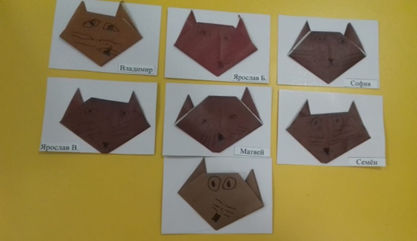 Владимир
Ярослав Б.
София
Ярослав В.
Матвей
Семён